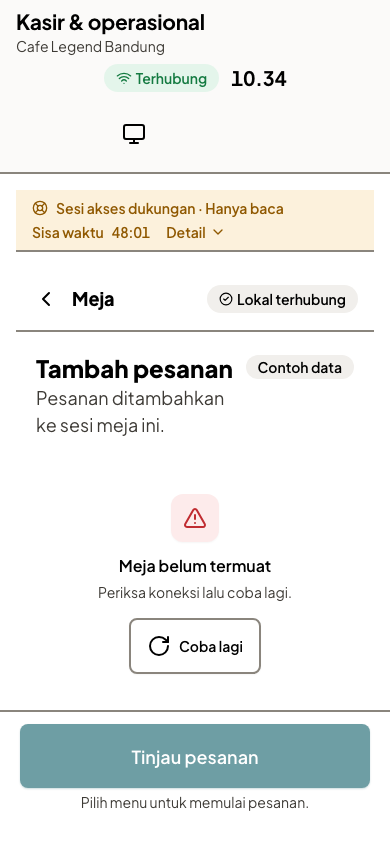 Kasir & operasional
Cafe Legend Bandung
Terhubung 10.34
Sesi akses dukungan · Hanya baca
Sisa waktu 48:01 Detail
Meja Lokal terhubung
Tambah pesanan Contoh data
Pesanan ditambahkan
ke sesi meja ini.
Meja belum termuat
Periksa koneksi lalu coba lagi.
Coba lagi
Tinjau pesanan
Pilih menu untuk memulai pesanan.